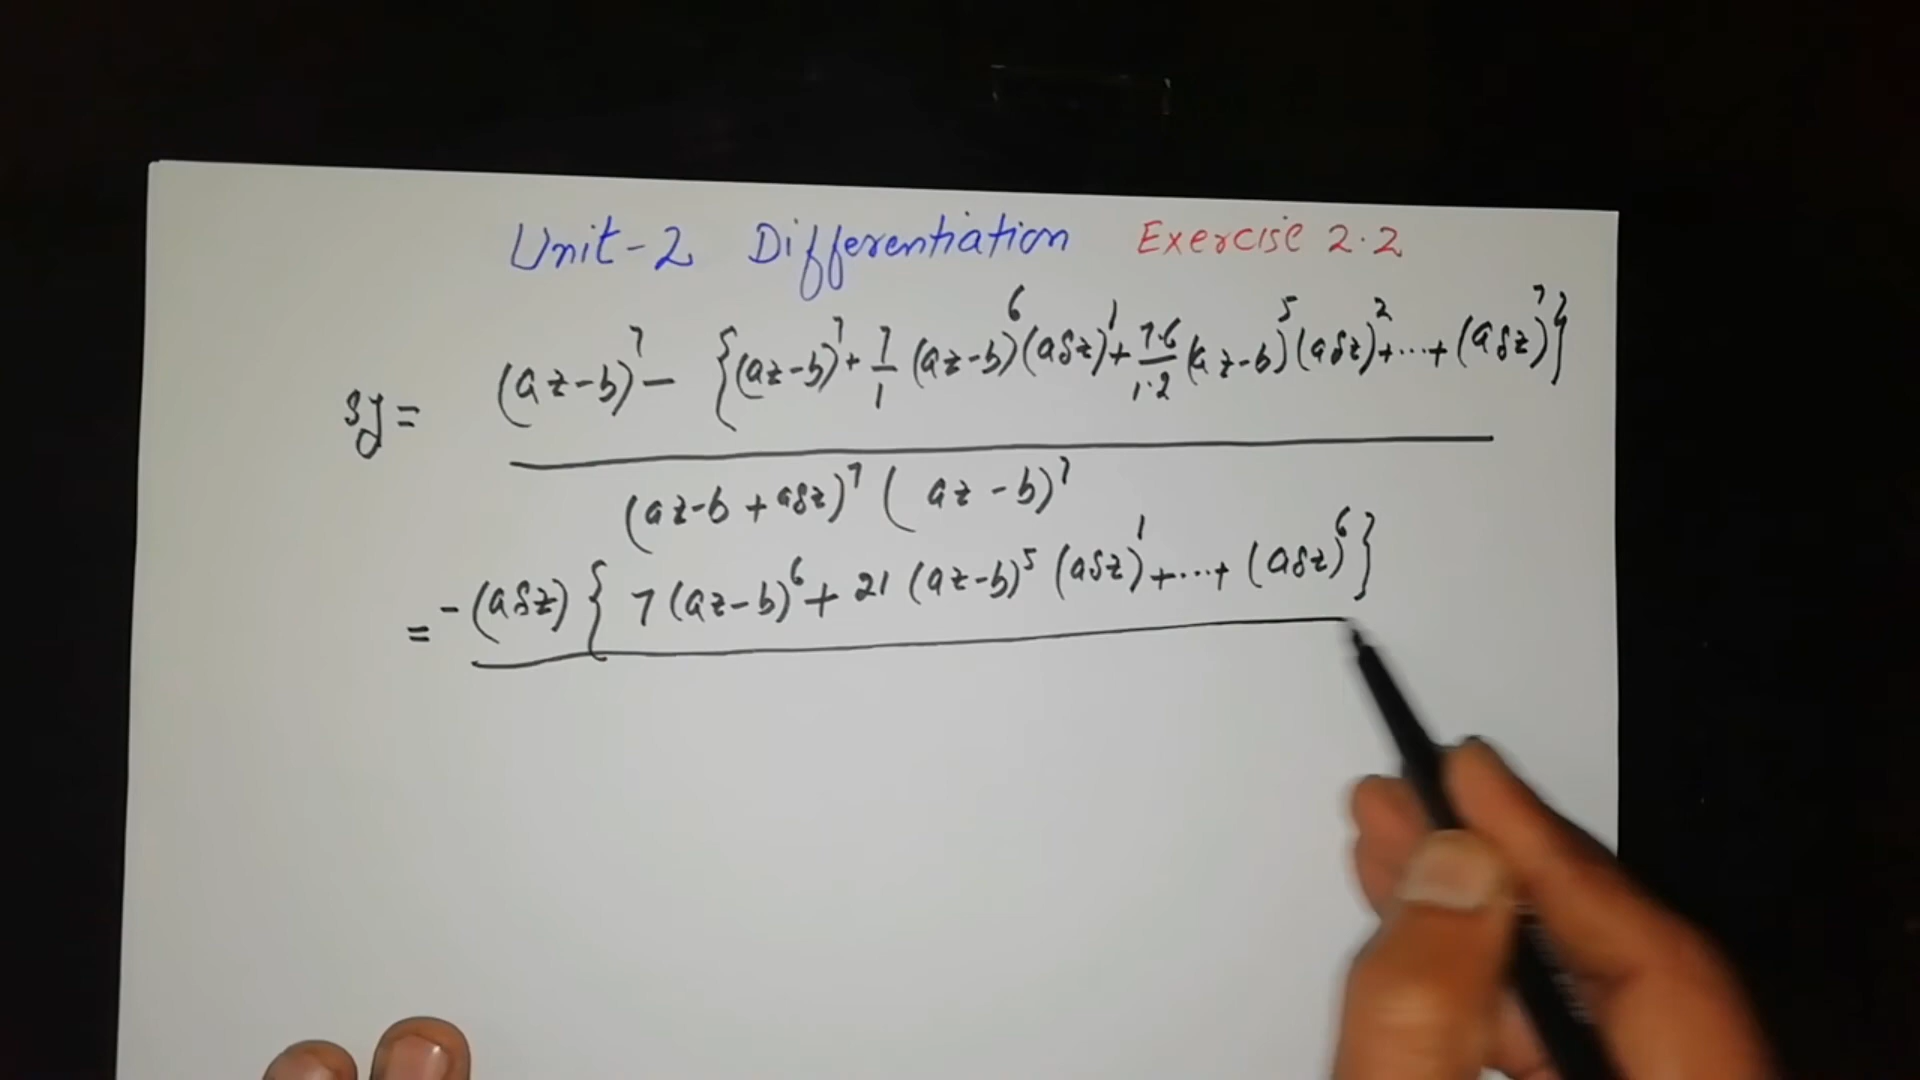 Unit-2 Differentiation Exercise 2.2
δy = (az-b)⁷ - {(az-b)⁷ + 7/1 (az-b)⁶(aδz)¹ + 7·6/1·2 (az-b)⁵(aδz)² + ... + (aδz)⁷}
(az-b + aδz)⁷ (az-b)⁷
= -(aδz) { 7(az-b)⁶ + 21 (az-b)⁵ (aδz)¹ + ... + (aδz)⁶}